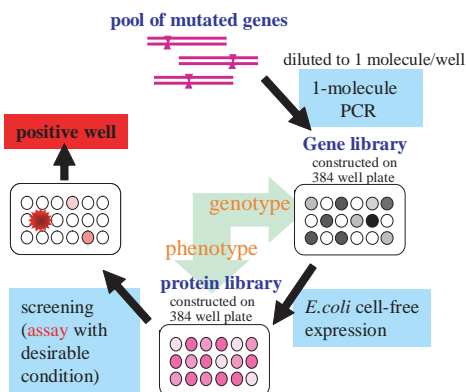 pool of mutated genes
diluted to 1 molecule/well
1-molecule
PCR
positive well
Gene library
constructed on
384 well plate
genotype
phenotype
protein library
constructed on
384 well plate
E.coli cell-free
expression
screening
(assay with
desirable
condition)